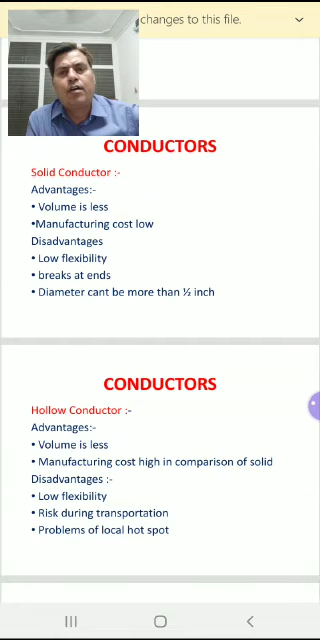 changes to this file.
CONDUCTORS
Solid Conductor :-
Advantages:-
• Volume is less
•Manufacturing cost low
Disadvantages
• Low flexibility
• breaks at ends
• Diameter cant be more than ½ inch
CONDUCTORS
Hollow Conductor :-
Advantages:-
• Volume is less
• Manufacturing cost high in comparison of solid
Disadvantages :-
• Low flexibility
• Risk during transportation
• Problems of local hot spot